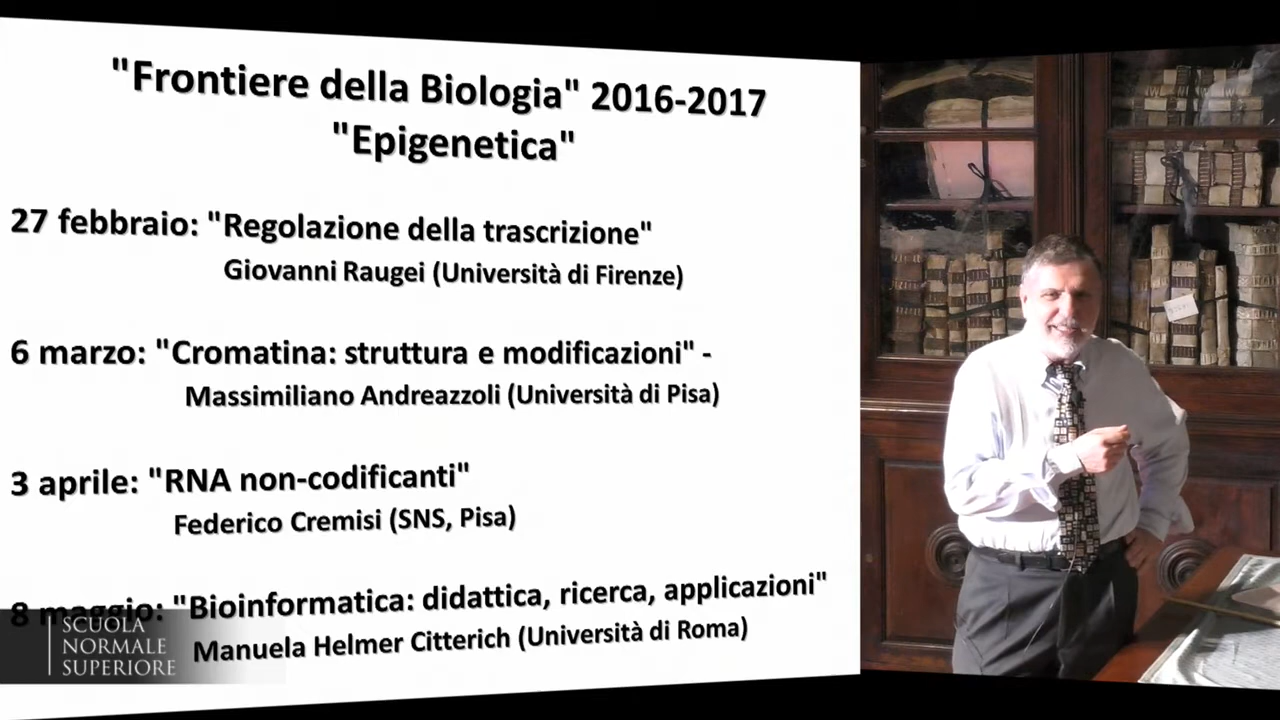 "Frontiere della Biologia" 2016-2017
"Epigenetica"
27 febbraio: "Regolazione della trascrizione"
Giovanni Raugei (Università di Firenze)
6 marzo: "Cromatina: struttura e modificazioni" -
Massimiliano Andreazzoli (Università di Pisa)
3 aprile: "RNA non-codificanti"
Federico Cremisi (SNS, Pisa)
8 maggio: "Bioinformatica: didattica, ricerca, applicazioni"
Manuela Helmer Citterich (Università di Roma)
SCUOLA
NORMALE
SUPERIORE